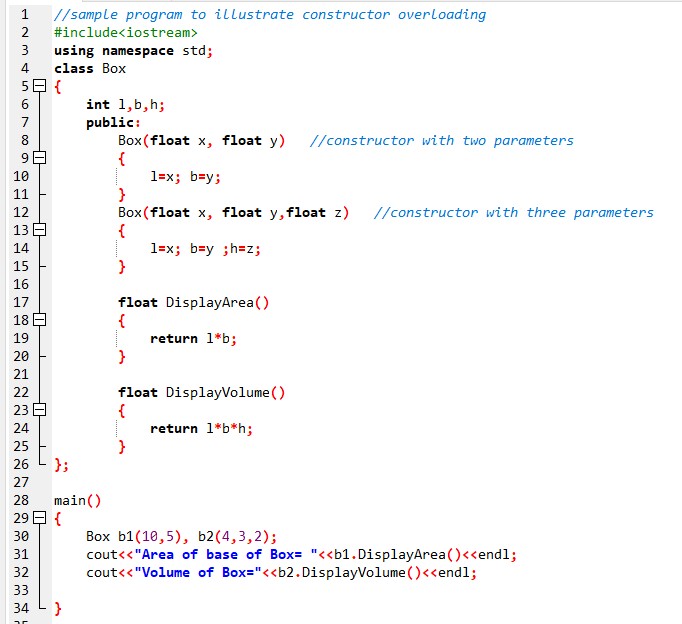 1 //sample program to illustrate constructor overloading
2 #include<iostream>
3 using namespace std;
4 class Box
5 {
6 int l,b,h;
7 public:
8 Box(float x, float y) //constructor with two parameters
9 {
10 l=x; b=y;
11 }
12 Box(float x, float y,float z) //constructor with three parameters
13 {
14 l=x; b=y ;h=z;
15 }
16
17 float DisplayArea()
18 {
19 return l*b;
20 }
21
22 float DisplayVolume()
23 {
24 return l*b*h;
25 }
26 };
27
28 main()
29 {
30 Box b1(10,5), b2(4,3,2);
31 cout<<"Area of base of Box= "<<b1.DisplayArea()<<endl;
32 cout<<"Volume of Box="<<b2.DisplayVolume()<<endl;
33
34 }